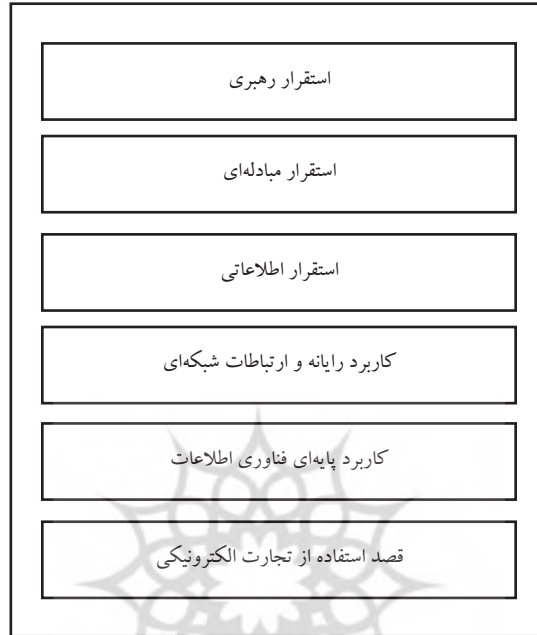 استقرار رهبری
استقرار مبادله‌ای
استقرار اطلاعاتی
کاربرد رایانه و ارتباطات شبکه‌ای
کاربرد پایه‌ای فناوری اطلاعات
قصد استفاده از تجارت الکترونیکی